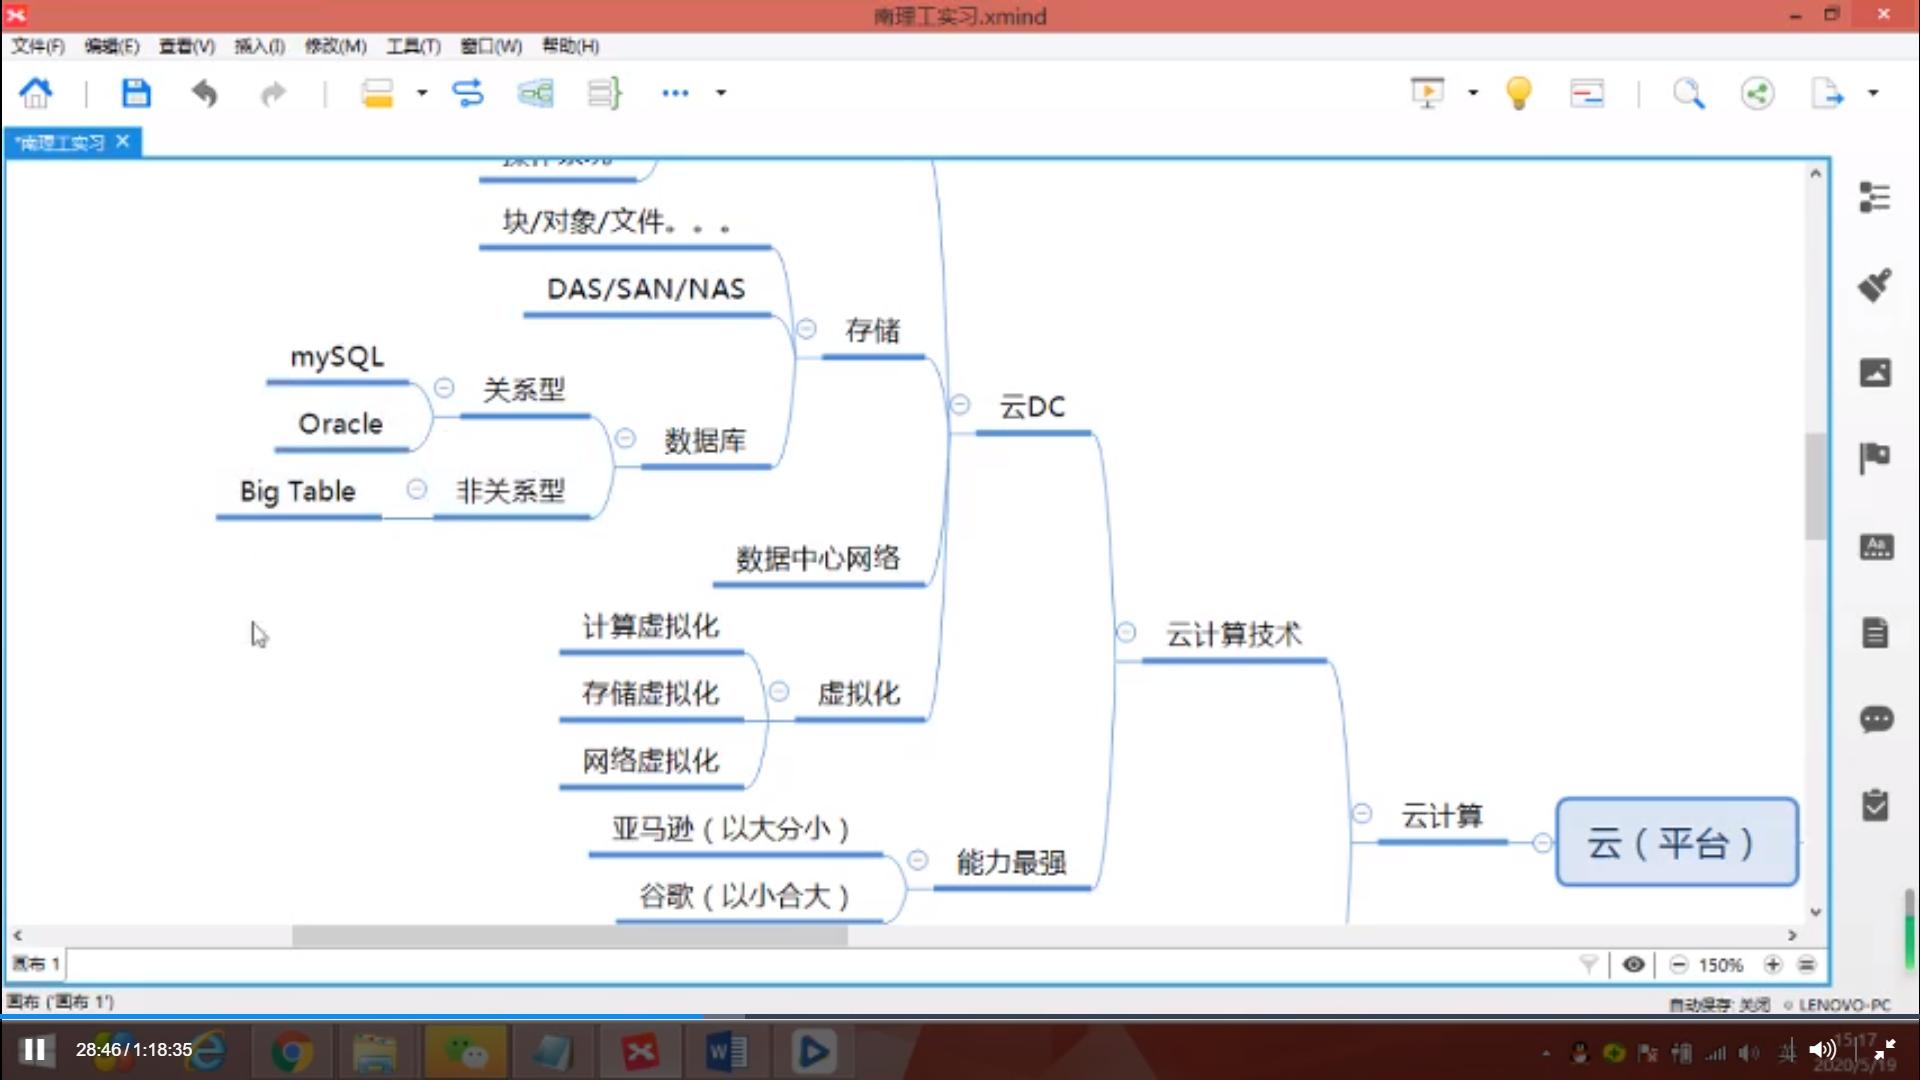 南理工实习.xmind
文件(F) 编辑(E) 查看(V) 插入(I) 修改(M) 工具(T) 窗口(W) 帮助(H)
*南理工实习
块/对象/文件。。。
DAS/SAN/NAS
存储
mySQL
关系型
Oracle
云DC
数据库
Big Table
非关系型
数据中心网络
计算虚拟化
云计算技术
存储虚拟化
虚拟化
网络虚拟化
云计算
亚马逊（以大分小）
云（平台）
能力最强
谷歌（以小合大）
画布 1
150%
画布 ('画布 1')
自动保存: 关闭
LENOVO-PC
28:46/1:18:35
英
15:17
2020/5/19